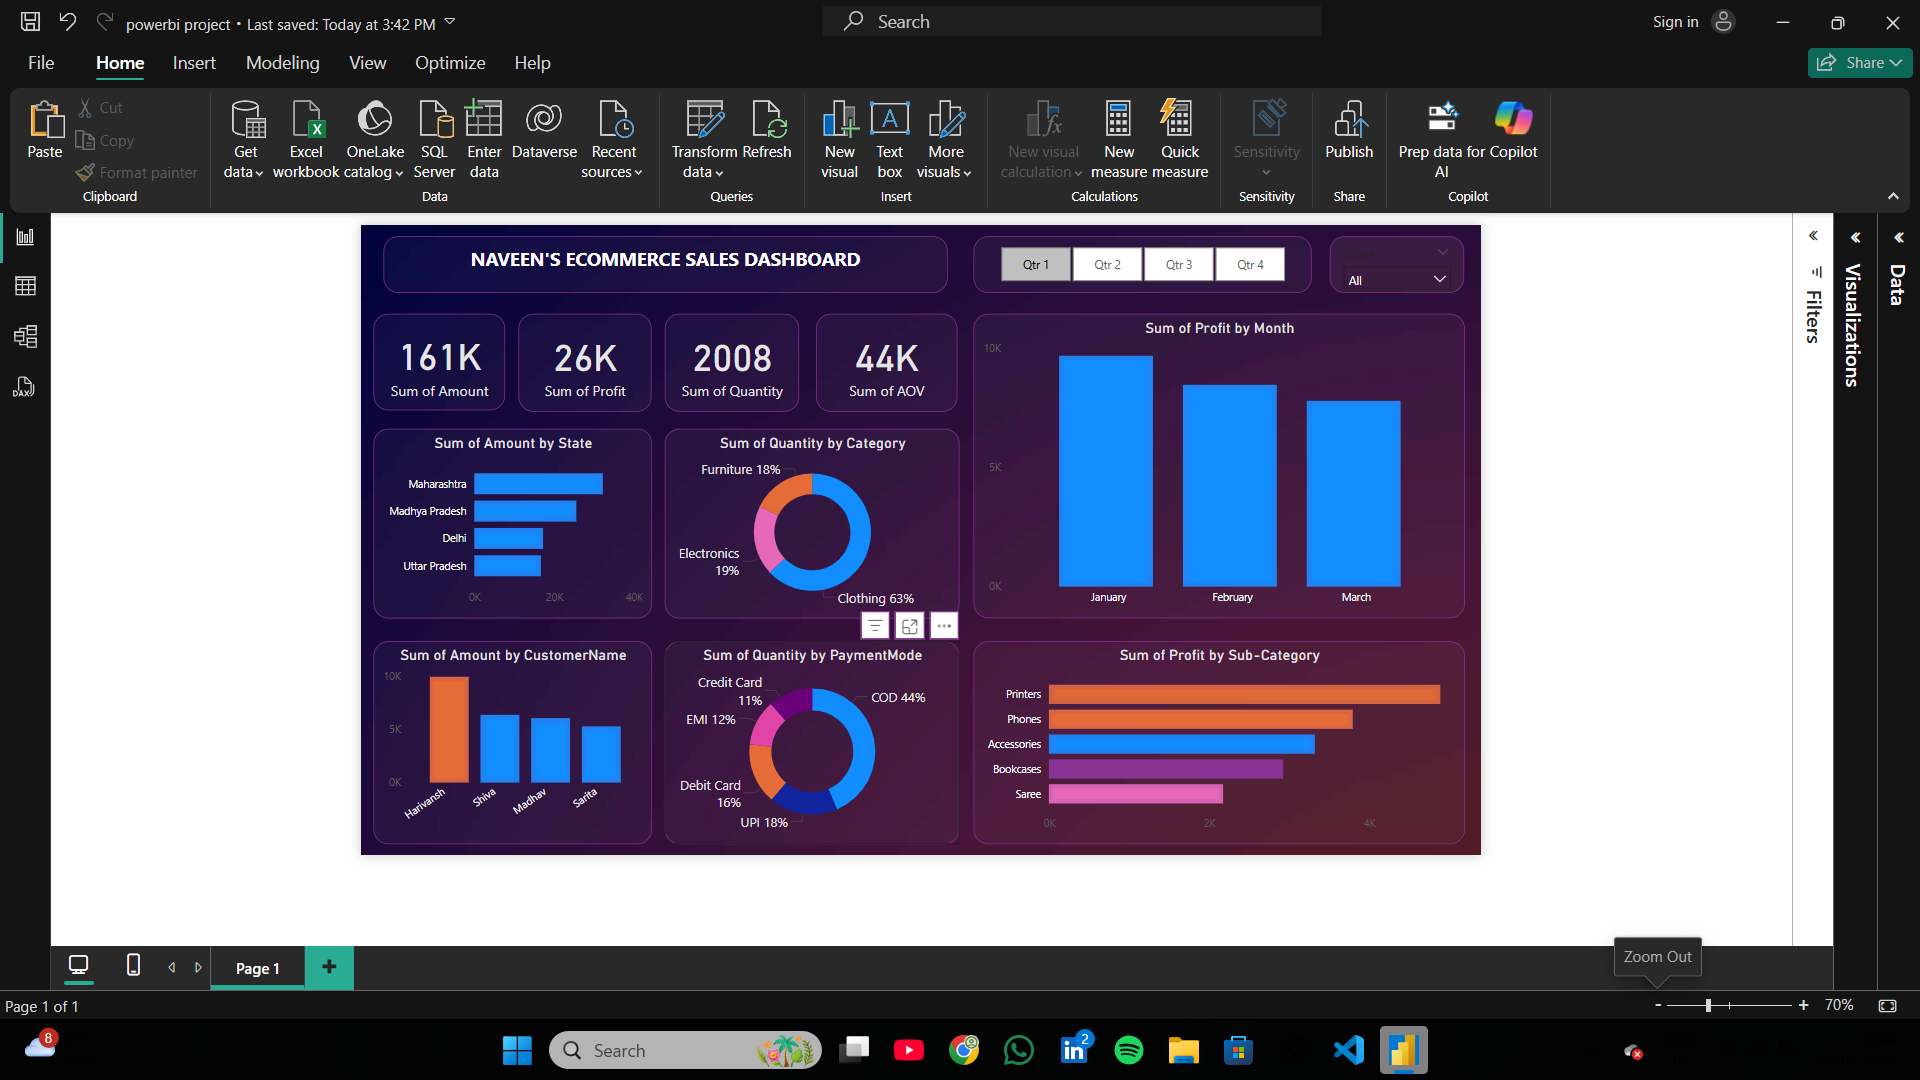 powerbi project • Last saved: Today at 3:42 PM
Search
Sign in
File Home Insert Modeling View Optimize Help
Share
Paste
Cut
Copy
Format painter
Clipboard
Get data
Excel workbook
OneLake catalog
SQL Server
Enter data
Dataverse
Recent sources
Data
Transform data
Refresh
Queries
New visual
Text box
More visuals
Insert
New visual calculation
New measure
Quick measure
Calculations
Sensitivity
Sensitivity
Publish
Share
Prep data for AI
Copilot
Copilot
NAVEEN'S ECOMMERCE SALES DASHBOARD
Qtr 1 Qtr 2 Qtr 3 Qtr 4
All
161K
Sum of Amount
26K
Sum of Profit
2008
Sum of Quantity
44K
Sum of AOV
Sum of Profit by Month
10K
5K
0K
January February March
Sum of Amount by State
Maharashtra
Madhya Pradesh
Delhi
Uttar Pradesh
0K 20K 40K
Sum of Quantity by Category
Furniture 18%
Electronics
19%
Clothing 63%
Sum of Amount by CustomerName
10K
5K
0K
Harivansh Shiva Madhav Sarita
Sum of Quantity by PaymentMode
Credit Card
11%
COD 44%
EMI 12%
Debit Card
16%
UPI 18%
Sum of Profit by Sub-Category
Printers
Phones
Accessories
Bookcases
Saree
0K 2K 4K
Filters
Visualizations
Data
DAX
Page 1
Zoom Out
Page 1 of 1
- + 70%
8
Search
2